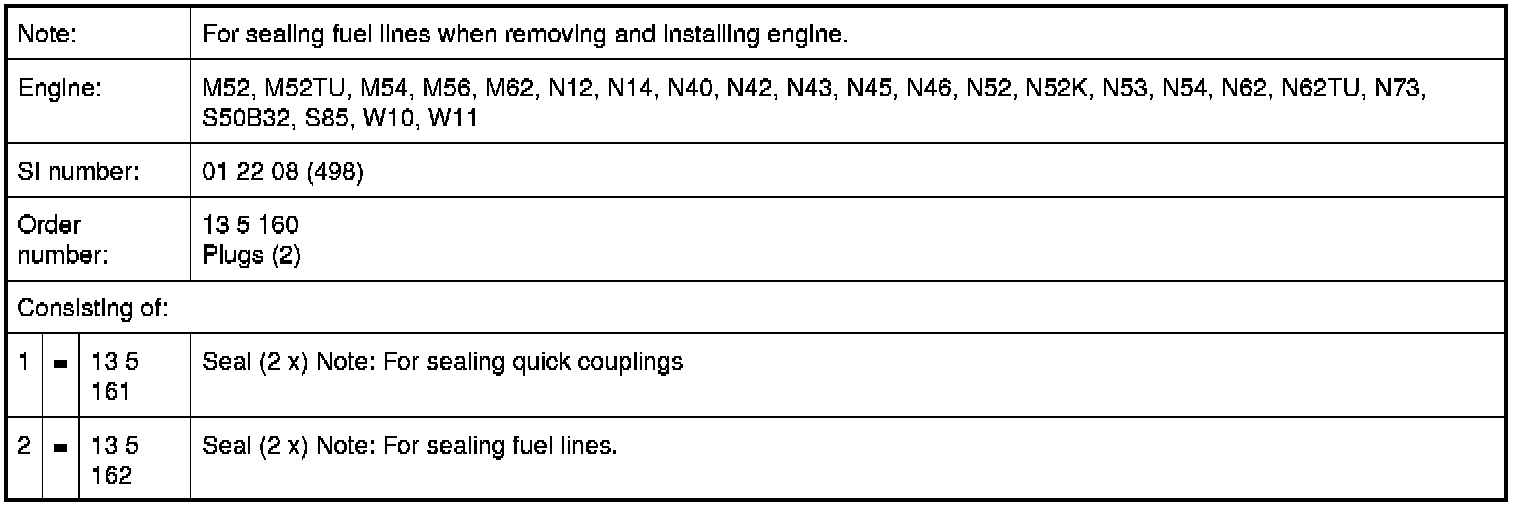 Note: For sealing fuel lines when removing and installing engine.
Engine: M52, M52TU, M54, M56, M62, N12, N14, N40, N42, N43, N45, N46, N52, N52K, N53, N54, N62, N62TU, N73,
S50B32, S85, W10, W11
SI number: 01 22 08 (498)
Order 13 5 160
number: Plugs (2)
Consisting of:
1 = 13 5 Seal (2 x) Note: For sealing quick couplings
161
2 = 13 5 Seal (2 x) Note: For sealing fuel lines.
162